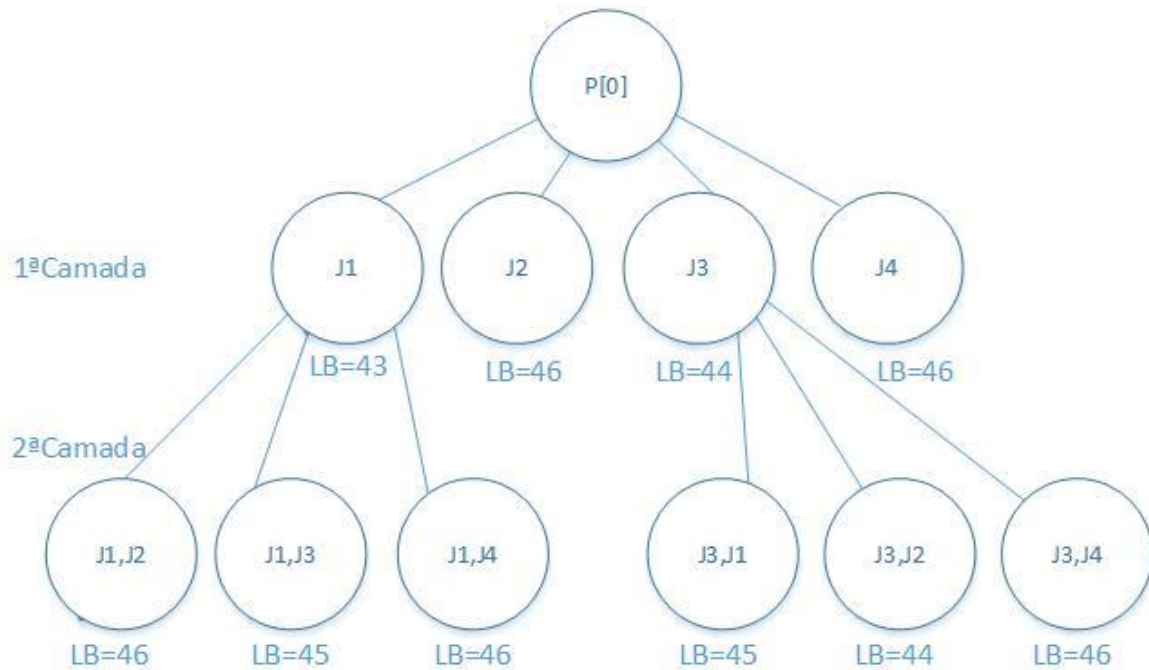 P[0]
1ªCamada
J1
J2
J3
J4
LB=43
LB=46
LB=44
LB=46
2ªCamada
J1,J2
J1,J3
J1,J4
J3,J1
J3,J2
J3,J4
LB=46
LB=45
LB=46
LB=45
LB=44
LB=46